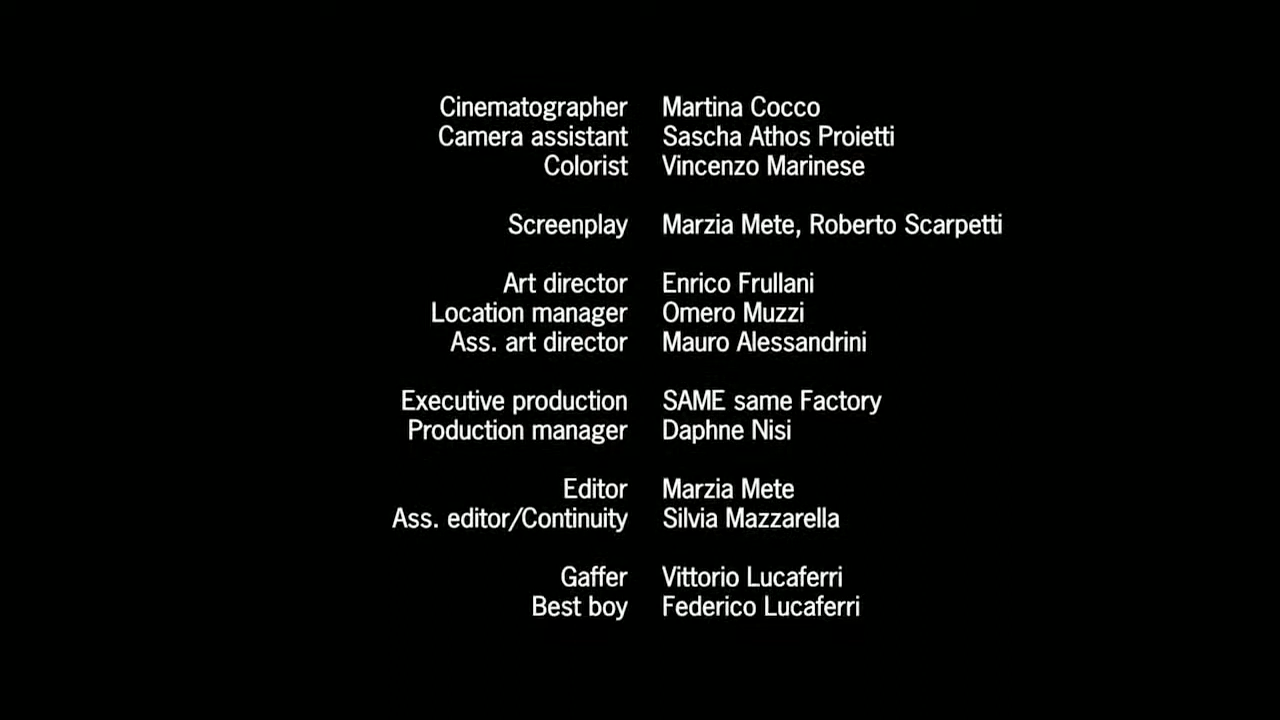 Cinematographer Martina Cocco
Camera assistant Sascha Athos Proietti
Colorist Vincenzo Marinese
Screenplay Marzia Mete, Roberto Scarpetti
Art director Enrico Frullani
Location manager Omero Muzzi
Ass. art director Mauro Alessandrini
Executive production SAME same Factory
Production manager Daphne Nisi
Editor Marzia Mete
Ass. editor/Continuity Silvia Mazzarella
Gaffer Vittorio Lucaferri
Best boy Federico Lucaferri